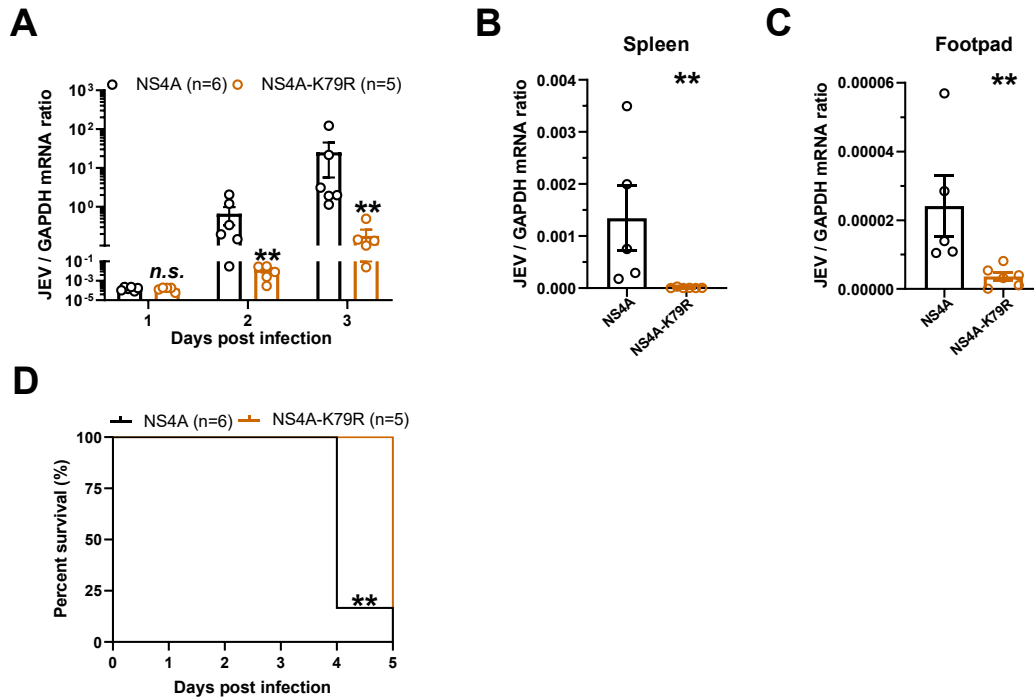 A
NS4A (n=6) NS4A-K79R (n=5)
JEV / GAPDH mRNA ratio
10³
10²
10¹
10⁰
10⁻¹
10⁻³
10⁻⁵
n.s.
**
**
1 2 3
Days post infection
B
Spleen
JEV / GAPDH mRNA ratio
0.004
0.003
0.002
0.001
0.000
**
NS4A
NS4A-K79R
C
Footpad
JEV / GAPDH mRNA ratio
0.00006
0.00004
0.00002
0.00000
**
NS4A
NS4A-K79R
D
NS4A (n=6) NS4A-K79R (n=5)
Percent survival (%)
100
75
50
25
0
**
0 1 2 3 4 5
Days post infection